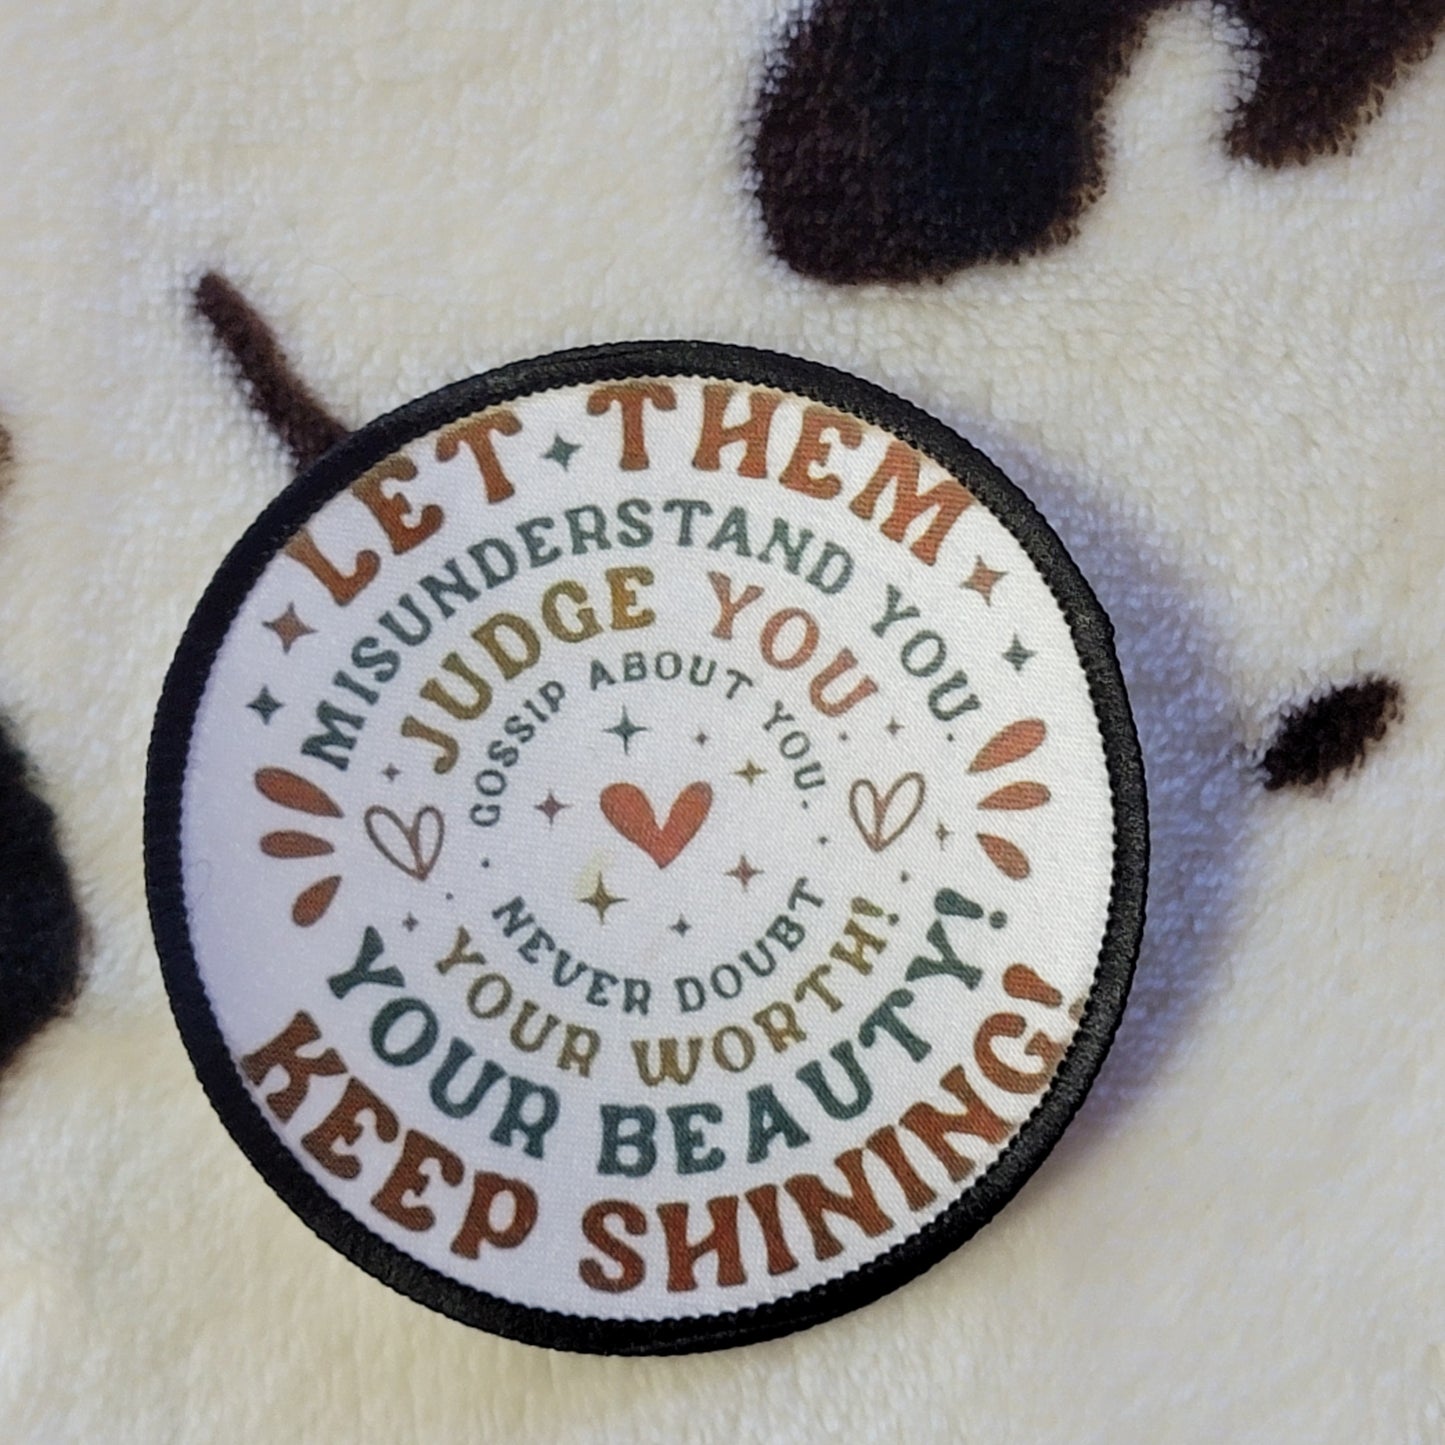 LET THEM
MISUNDERSTAND YOU.
JUDGE YOU.
GOSSIP ABOUT YOU.
NEVER DOUBT
YOUR WORTH!
YOUR BEAUTY!
KEEP SHINING!